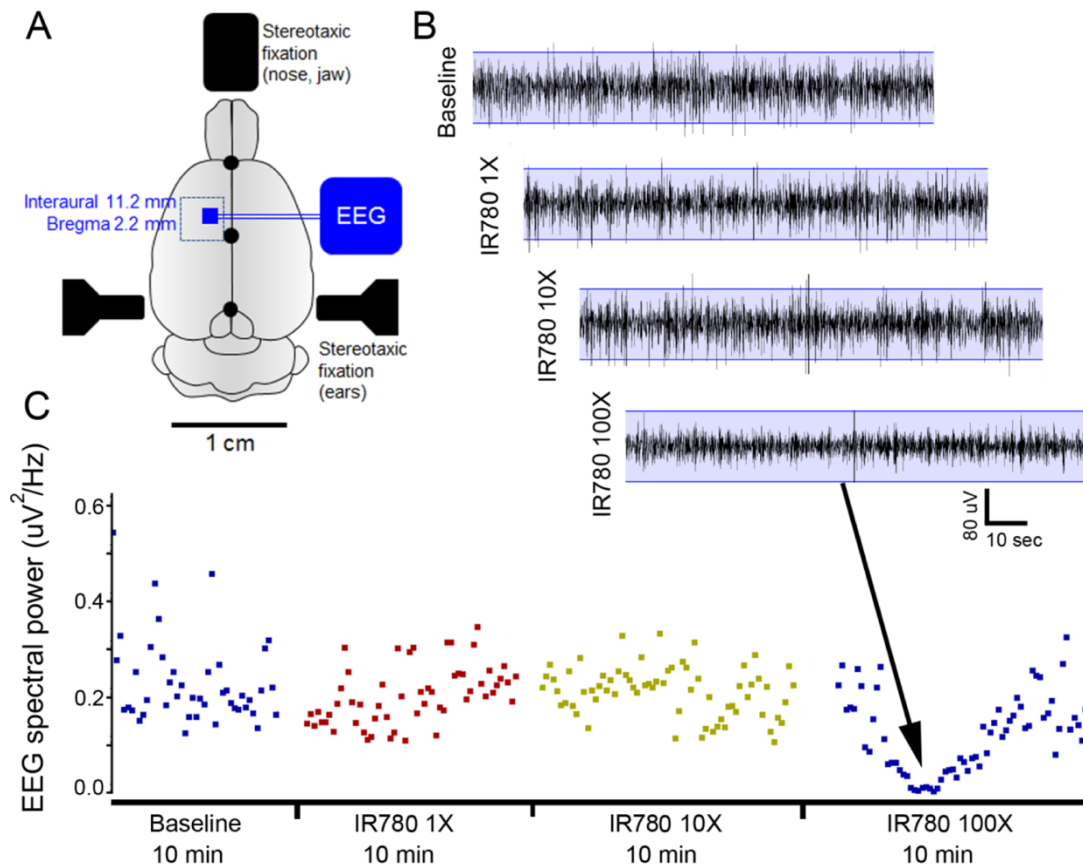 A
Stereotaxic
fixation
(nose, jaw)
Interaural 11.2 mm
Bregma 2.2 mm
EEG
Stereotaxic
fixation
(ears)
1 cm
B
Baseline
IR780 1X
IR780 10X
IR780 100X
80 uV
10 sec
C
EEG spectral power (uV²/Hz)
0.6
0.4
0.2
0.0
Baseline
10 min
IR780 1X
10 min
IR780 10X
10 min
IR780 100X
10 min